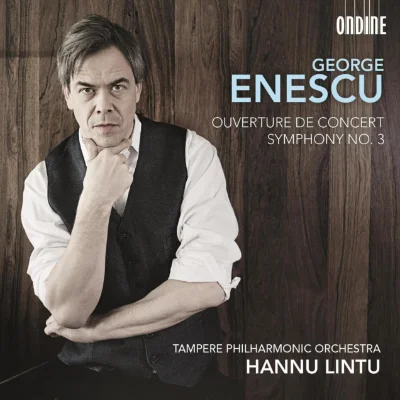 ONDINE
GEORGE
ENESCU
OUVERTURE DE CONCERT
SYMPHONY NO. 3
TAMPERE PHILHARMONIC ORCHESTRA
HANNU LINTU